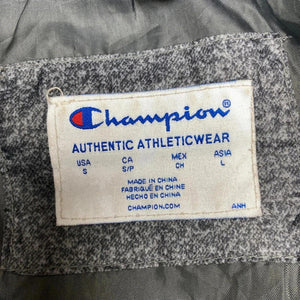 Champion®
AUTHENTIC ATHLETICWEAR
USA CA MEX ASIA
S S/P CH L
MADE IN CHINA
FABRIQUÉ EN CHINE
HECHO EN CHINA
CHAMPION.COM ANH